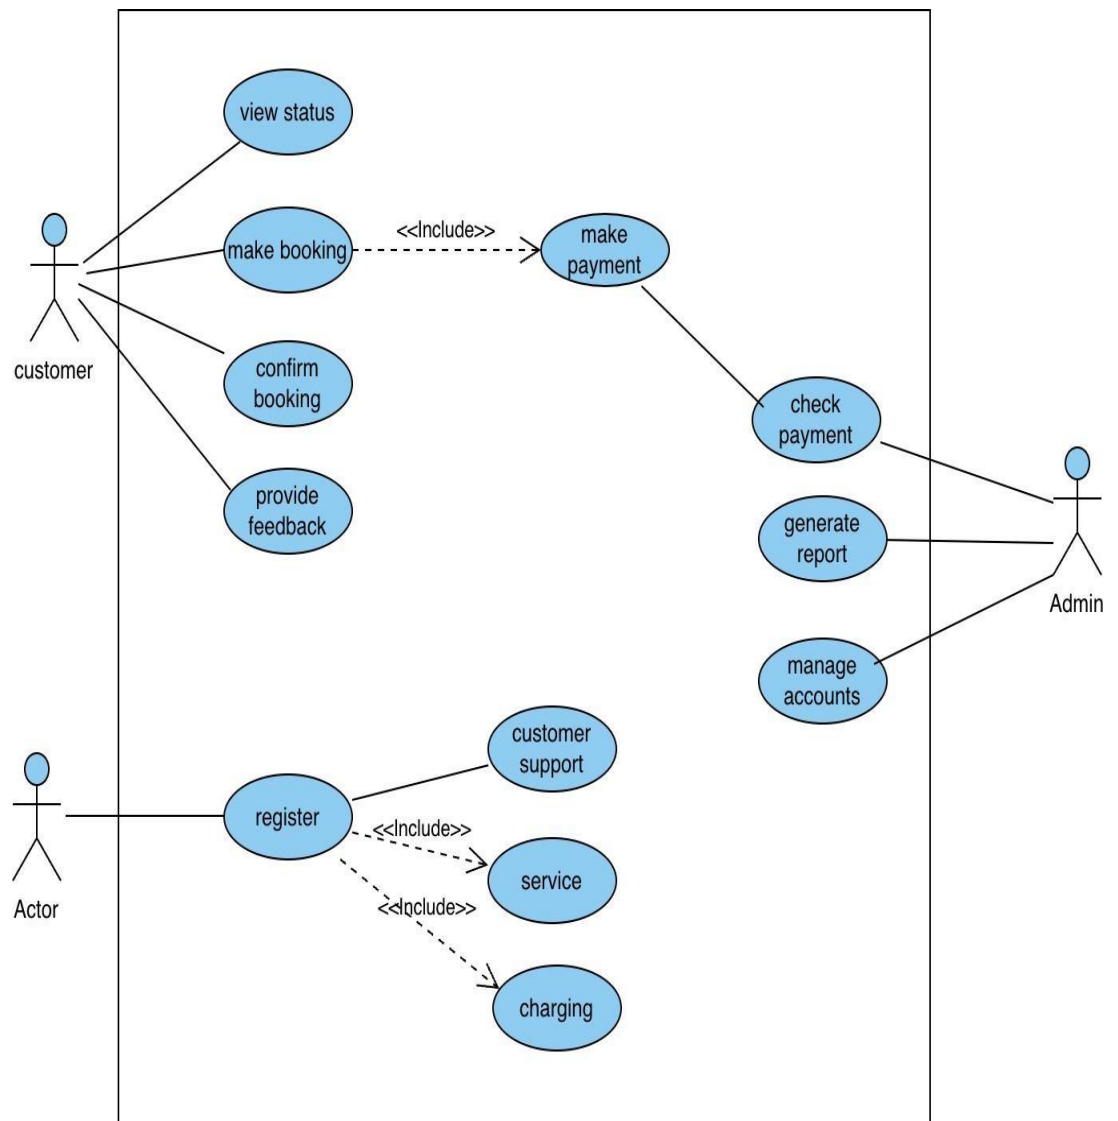 view status
make booking
<<Include>>
make
payment
customer
confirm
booking
check
payment
provide
feedback
generate
report
Admin
manage
accounts
customer
support
register
<<Include>>
service
Actor
<<Include>>
charging